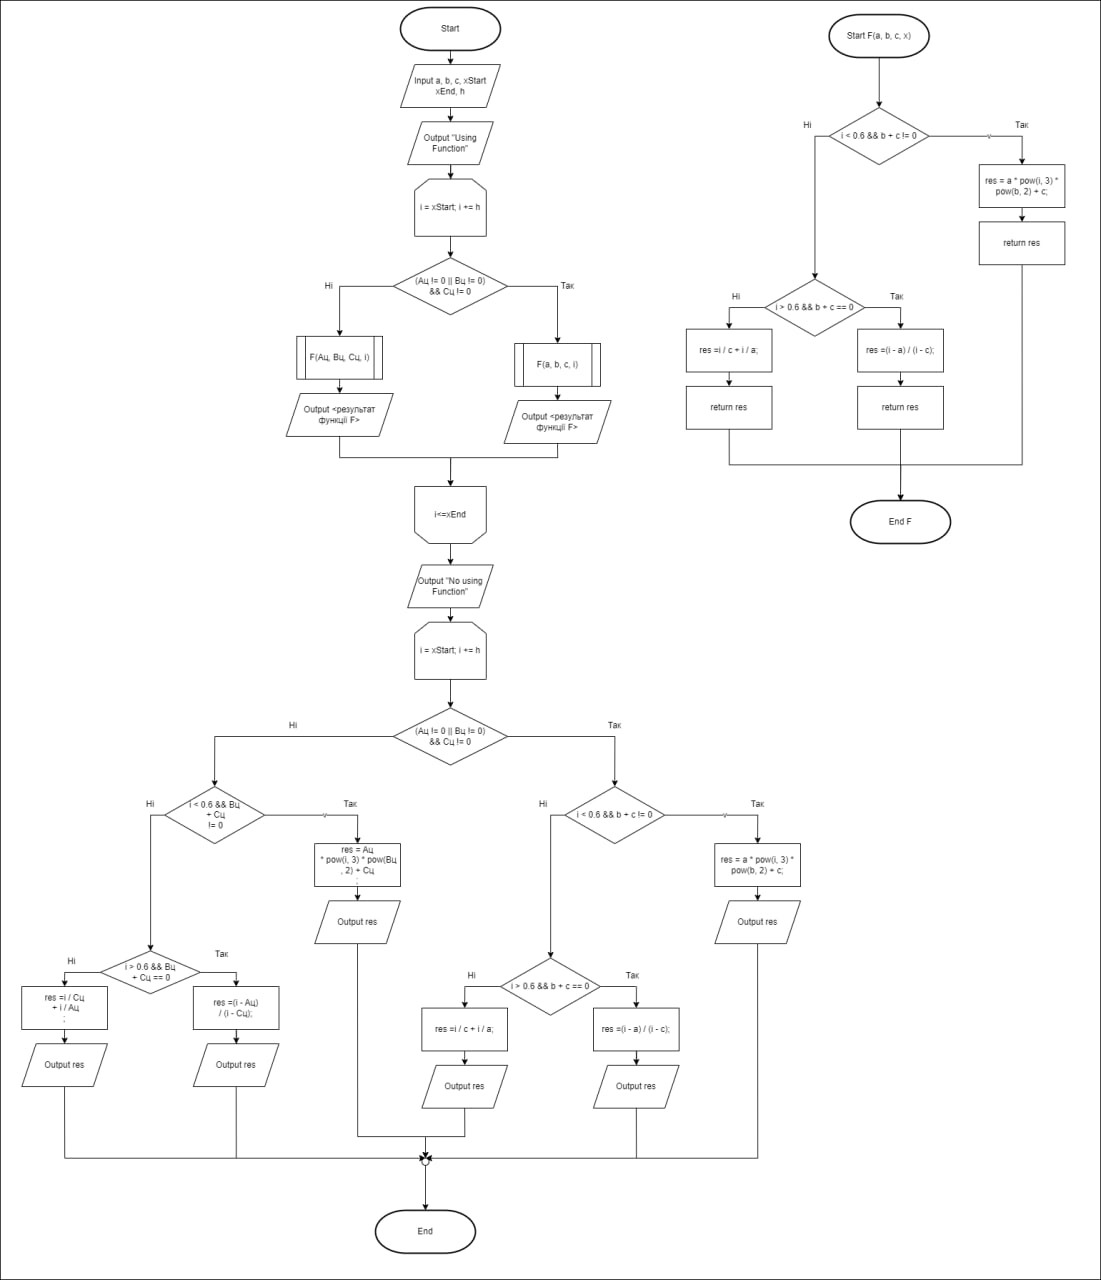 Start
Input a, b, c, xStart
xEnd, h
Output "Using
Function"
i = xStart; i += h
(Ац != 0 || Вц != 0)
&& Сц != 0
Ні
Так
F(Ац, Вц, Сц, i)
F(a, b, c, i)
Output <результат
функції F>
Output <результат
функції F>
i<=xEnd
Output "No using
Function"
i = xStart; i += h
(Ац != 0 || Вц != 0)
&& Сц != 0
Ні
Так
i < 0.6 && Вц
+ Сц
!= 0
Ні
Так
v
res = Ац
* pow(i, 3) * pow(Вц
, 2) + Сц
;
Output res
i > 0.6 && Вц
+ Сц == 0
Ні
Так
res =i / Сц
+ i / Ац
;
Output res
res =(i - Ац)
/ (i - Сц);
Output res
i < 0.6 && b + c != 0
Ні
Так
v
res = a * pow(i, 3) *
pow(b, 2) + c;
Output res
i > 0.6 && b + c == 0
Ні
Так
res =i / c + i / a;
Output res
res =(i - a) / (i - c);
Output res
End
Start F(a, b, c, x)
i < 0.6 && b + c != 0
Ні
Так
v
res = a * pow(i, 3) *
pow(b, 2) + c;
return res
i > 0.6 && b + c == 0
Ні
Так
res =i / c + i / a;
return res
res =(i - a) / (i - c);
return res
End F